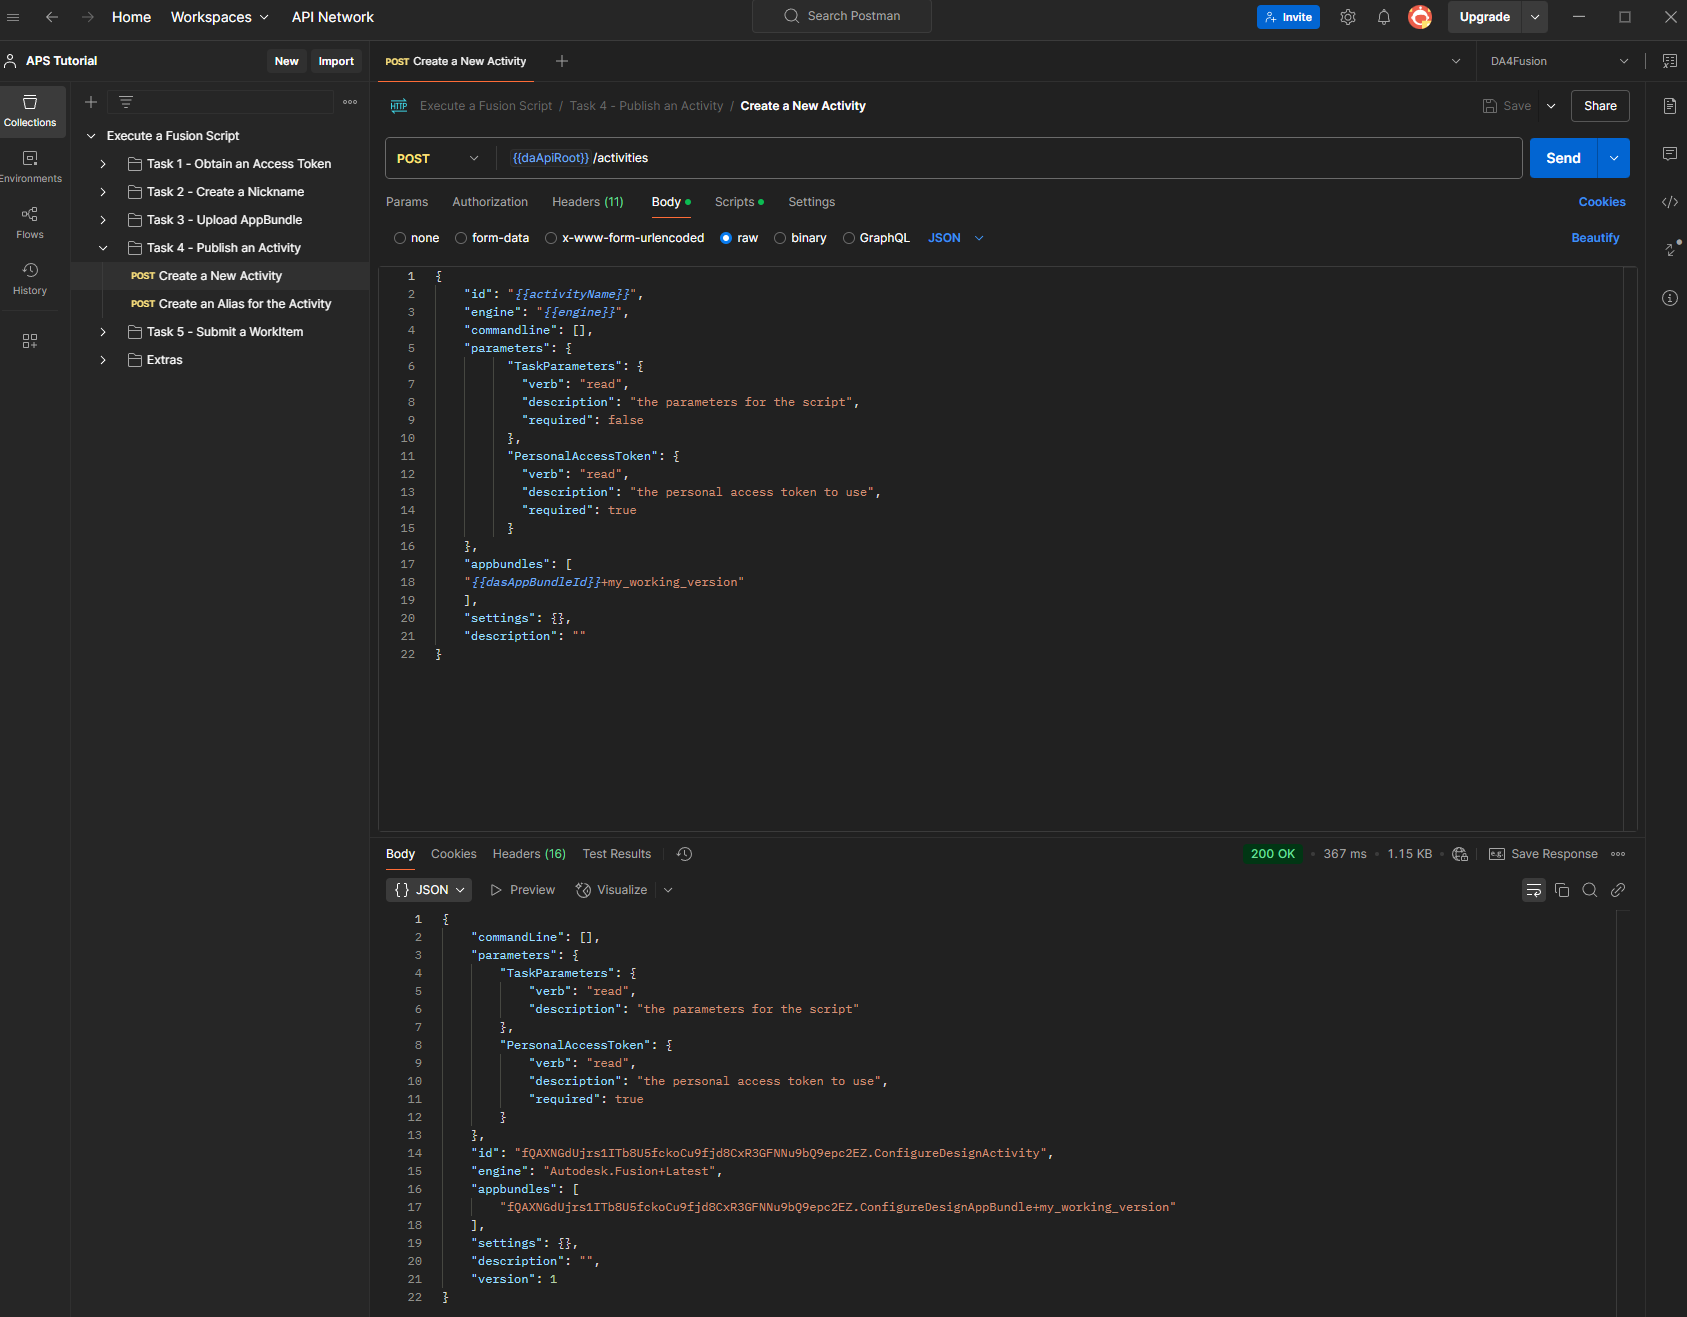 Home Workspaces API Network Search Postman Invite Upgrade
APS Tutorial New Import POST Create a New Activity DA4Fusion
Collections
Environments
Flows
History
Execute a Fusion Script
Task 1 - Obtain an Access Token
Task 2 - Create a Nickname
Task 3 - Upload AppBundle
Task 4 - Publish an Activity
POST Create a New Activity
POST Create an Alias for the Activity
Task 5 - Submit a WorkItem
Extras
HTTP Execute a Fusion Script / Task 4 - Publish an Activity / Create a New Activity Save Share
POST {{daApiRoot}} /activities Send
Params Authorization Headers (11) Body Scripts Settings Cookies
none form-data x-www-form-urlencoded raw binary GraphQL JSON Beautify
1 {
2 "id": "{{activityName}}",
3 "engine": "{{engine}}",
4 "commandline": [],
5 "parameters": {
6 "TaskParameters": {
7 "verb": "read",
8 "description": "the parameters for the script",
9 "required": false
10 },
11 "PersonalAccessToken": {
12 "verb": "read",
13 "description": "the personal access token to use",
14 "required": true
15 }
16 },
17 "appbundles": [
18 "{{dasAppBundleId}}+my_working_version"
19 ],
20 "settings": {},
21 "description": ""
22 }
Body Cookies Headers (16) Test Results 200 OK • 367 ms • 1.15 KB • e.g. Save Response
{} JSON Preview Visualize
1 {
2 "commandLine": [],
3 "parameters": {
4 "TaskParameters": {
5 "verb": "read",
6 "description": "the parameters for the script"
7 },
8 "PersonalAccessToken": {
9 "verb": "read",
10 "description": "the personal access token to use",
11 "required": true
12 }
13 },
14 "id": "fQAXNGdUjrs1ITb8U5fckoCu9fjd8CxR3GFNNu9bQ9epc2EZ.ConfigureDesignActivity",
15 "engine": "Autodesk.Fusion+Latest",
16 "appbundles": [
17 "fQAXNGdUjrs1ITb8U5fckoCu9fjd8CxR3GFNNu9bQ9epc2EZ.ConfigureDesignAppBundle+my_working_version"
18 ],
19 "settings": {},
20 "description": "",
21 "version": 1
22 }